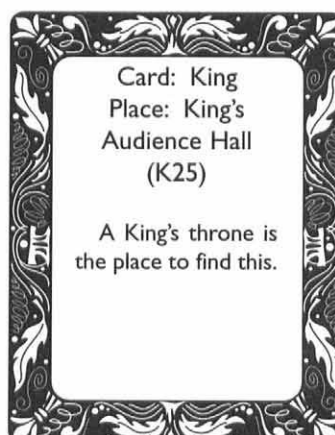 Card: King
Place: King's
Audience Hall
(K25)
A King's throne is
the place to find this.